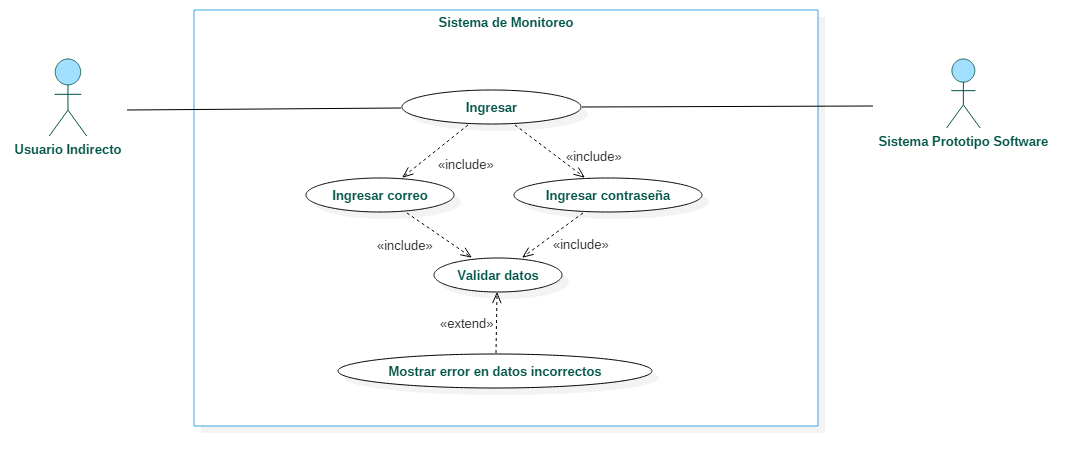 Sistema de Monitoreo
Usuario Indirecto
Ingresar
Sistema Prototipo Software
«include»
«include»
Ingresar correo
Ingresar contraseña
«include»
«include»
Validar datos
«extend»
Mostrar error en datos incorrectos